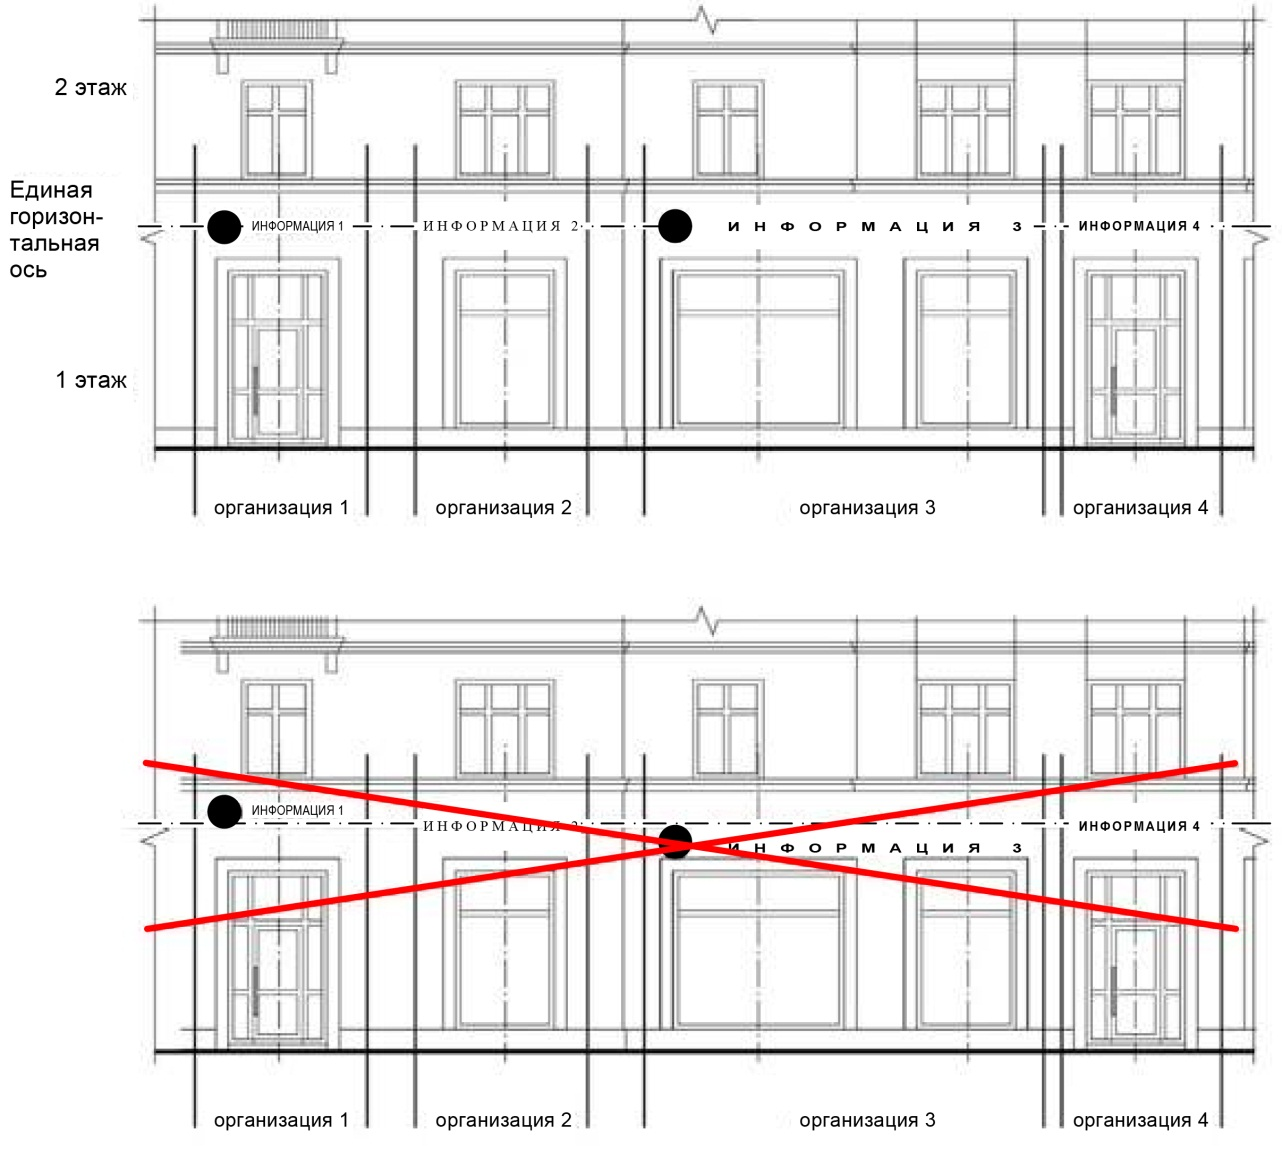 2 этаж
Единая
горизон-
тальная
ось
ИНФОРМАЦИЯ 1
ИНФОРМАЦИЯ 2
ИНФОРМАЦИЯ 3
ИНФОРМАЦИЯ 4
1 этаж
организация 1
организация 2
организация 3
организация 4
ИНФОРМАЦИЯ 1
ИНФОРМАЦИЯ 2
ИНФОРМАЦИЯ 3
ИНФОРМАЦИЯ 4
организация 1
организация 2
организация 3
организация 4